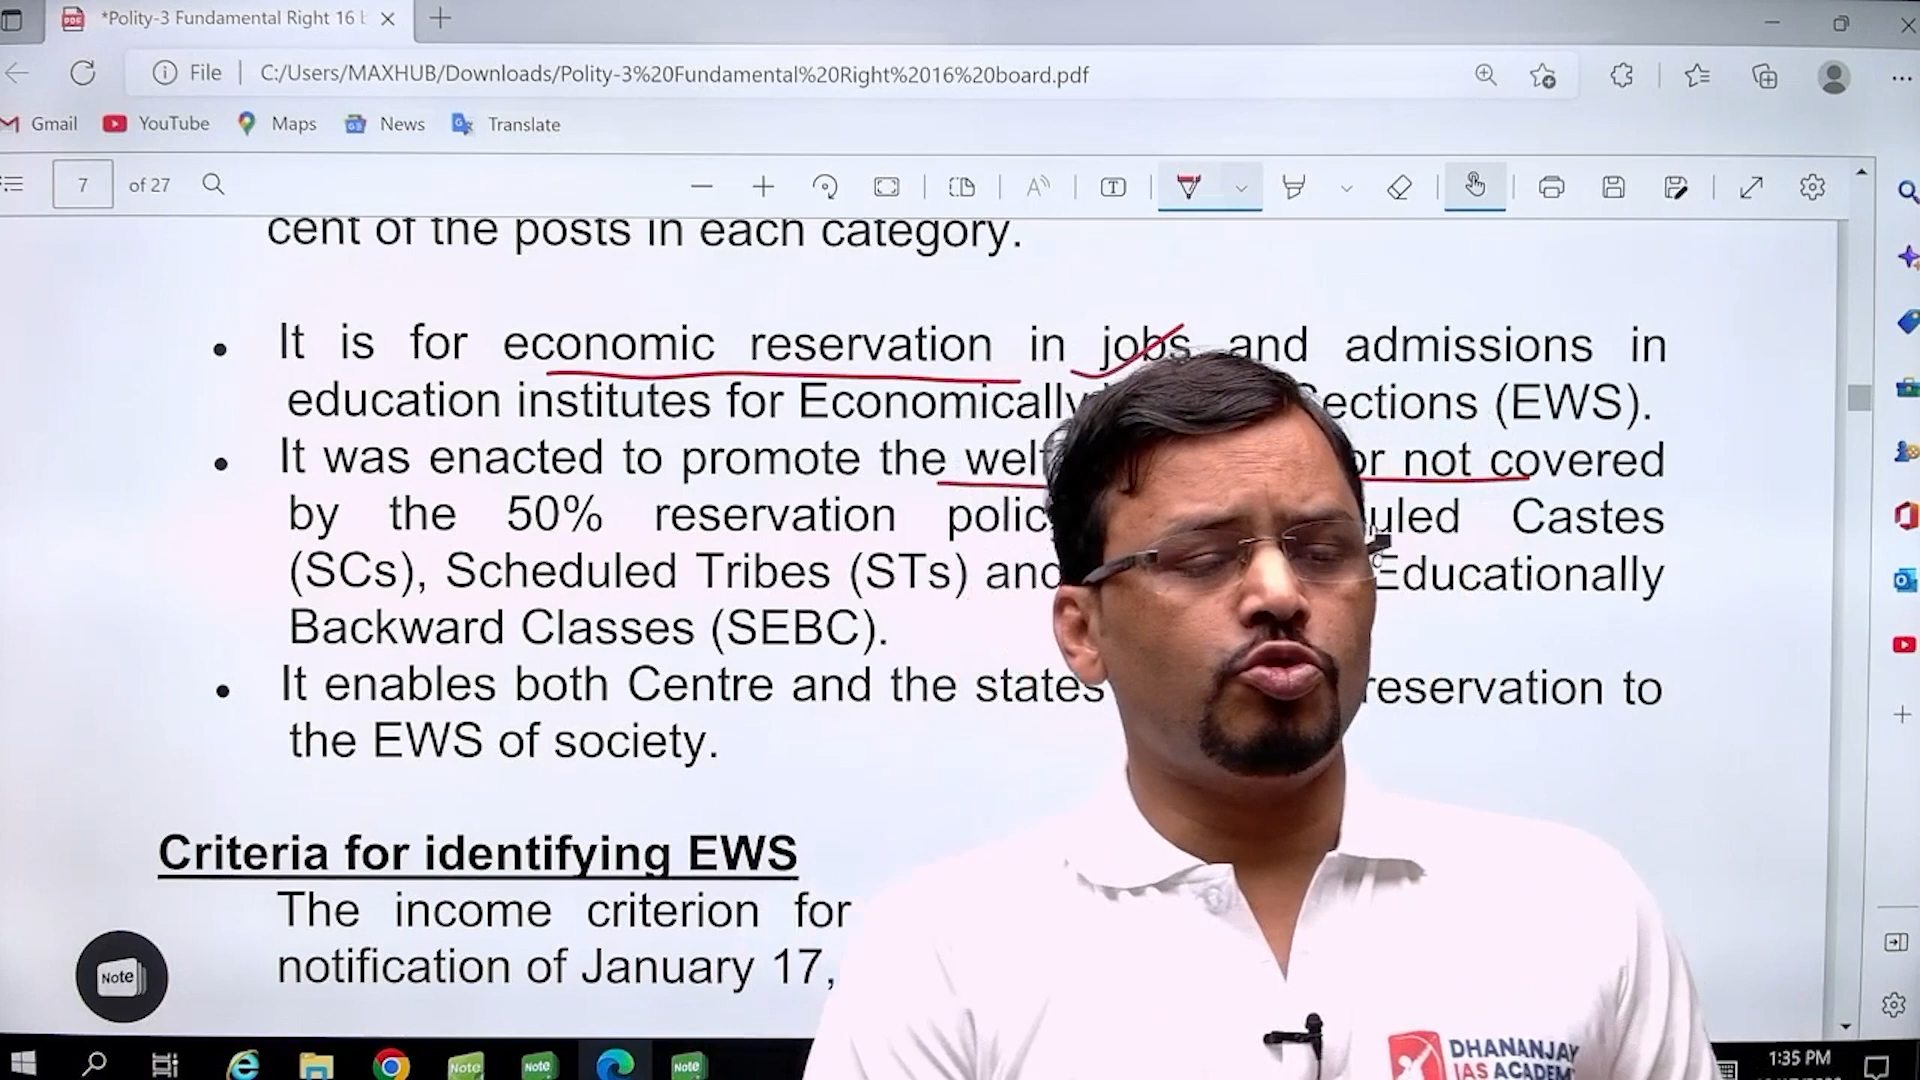 *Polity-3 Fundamental Right 16 b
File
C:/Users/MAXHUB/Downloads/Polity-3%20Fundamental%20Right%2016%20board.pdf
Gmail YouTube Maps News Translate
7 of 27
cent of the posts in each category.
• It is for economic reservation in jobs and admissions in
education institutes for Economically ections (EWS).
• It was enacted to promote the wel or not covered
by the 50% reservation polic uled Castes
(SCs), Scheduled Tribes (STs) and Educationally
Backward Classes (SEBC).
• It enables both Centre and the states reservation to
the EWS of society.
Criteria for identifying EWS
The income criterion for
notification of January 17,
Note
Note Note Note
1:35 PM
DHANANJAY
IAS ACADEM